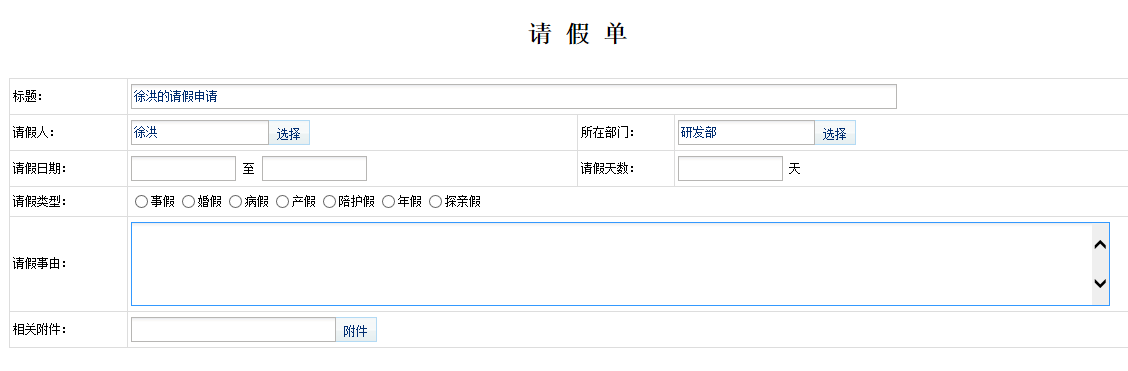 请 假 单
标题：
徐洪的请假申请
请假人：
徐洪 选择
所在部门：
研发部 选择
请假日期：
至
请假天数：
天
请假类型：
事假 婚假 病假 产假 陪护假 年假 探亲假
请假事由：
相关附件：
附件